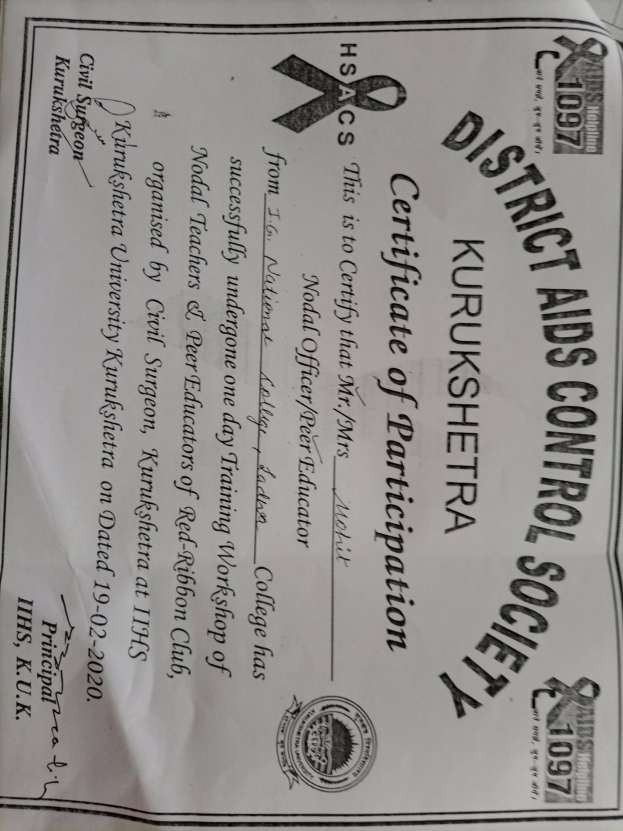 AIDS Helpline
1097
DISTRICT AIDS CONTROL SOCIETY
AIDS Helpline
1097
KURUKSHETRA
Certificate of Participation
HSACS
This is to Certify that Mr./Mrs Mohit
Nodal Officer/Peer Educator
from I.G. National College, Ladwa College has
successfully undergone one day Training Workshop of
Nodal Teachers & Peer Educators of Red-Ribbon Club,
organised by Civil Surgeon, Kurukshetra at IIHS
Kurukshetra University Kurukshetra on Dated 19-02-2020.
Civil Surgeon
Kurukshetra
Principal
IIHS, K.U.K.